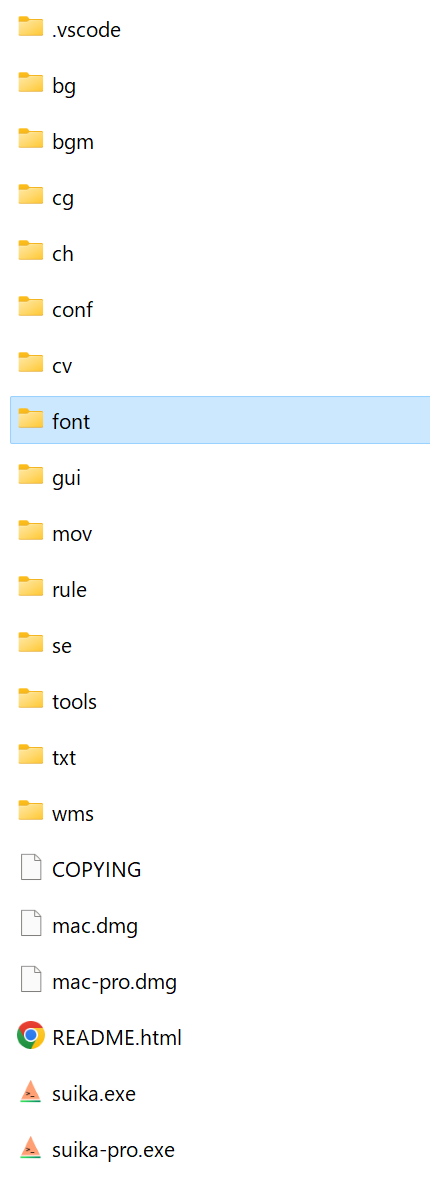 .vscode
bg
bgm
cg
ch
conf
cv
font
gui
mov
rule
se
tools
txt
wms
COPYING
mac.dmg
mac-pro.dmg
README.html
suika.exe
suika-pro.exe